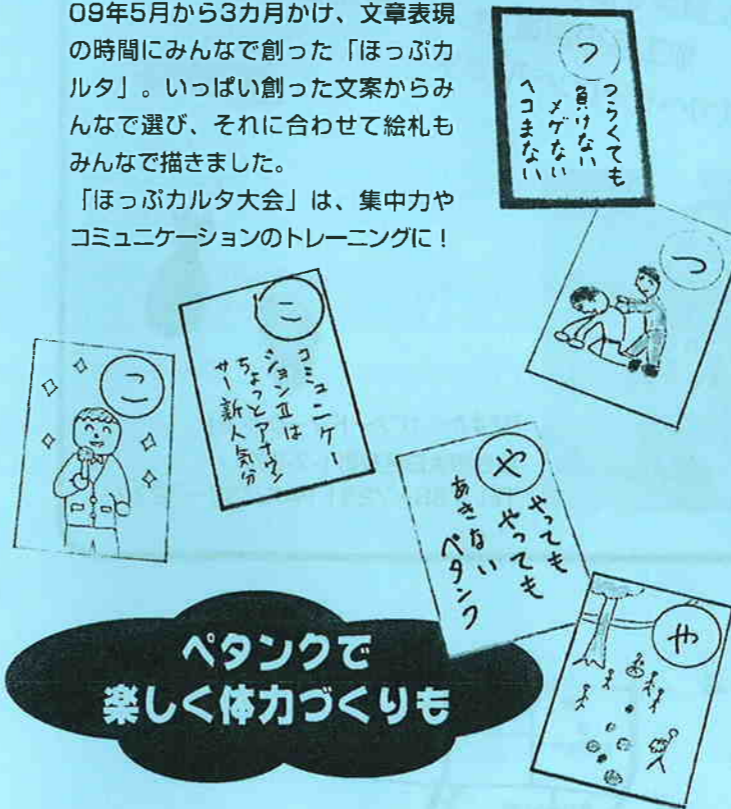 09年5月から3カ月かけ、文章表現
の時間にみんなで創った「ほっぷカ
ルタ」。いっぱい創った文案からみ
んなで選び、それに合わせて絵札も
みんなで描きました。
「ほっぷカルタ大会」は、集中力や
コミュニケーションのトレーニングに！
つ
つらくても
負けない
メゲない
ヘコまない
つ
こ
コミュニケー
ションⅡは
ちょっとアナウン
サー新人気分
こ
や
やっても
やっても
あきない
ペタンク
や
ペタンクで
楽しく体力づくりも